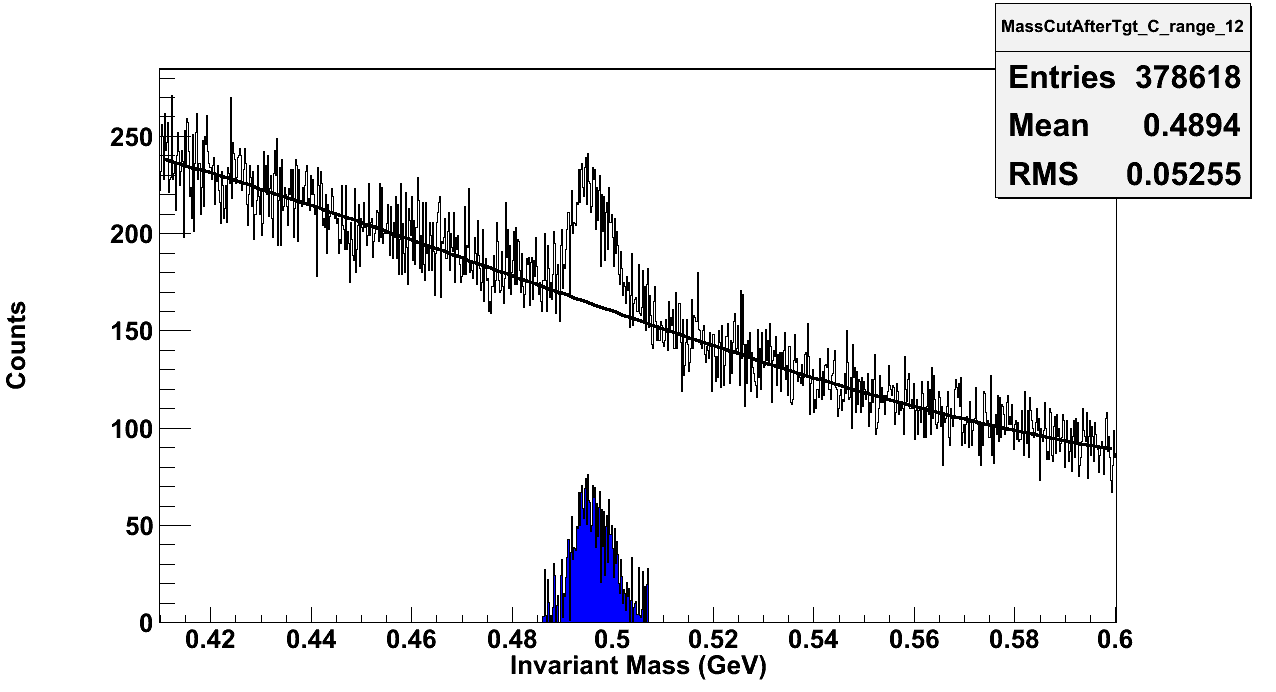 MassCutAfterTgt_C_range_12
Entries 378618
Mean 0.4894
RMS 0.05255
250
200
150
100
50
0
Counts
0.42 0.44 0.46 0.48 0.5 0.52 0.54 0.56 0.58 0.6
Invariant Mass (GeV)